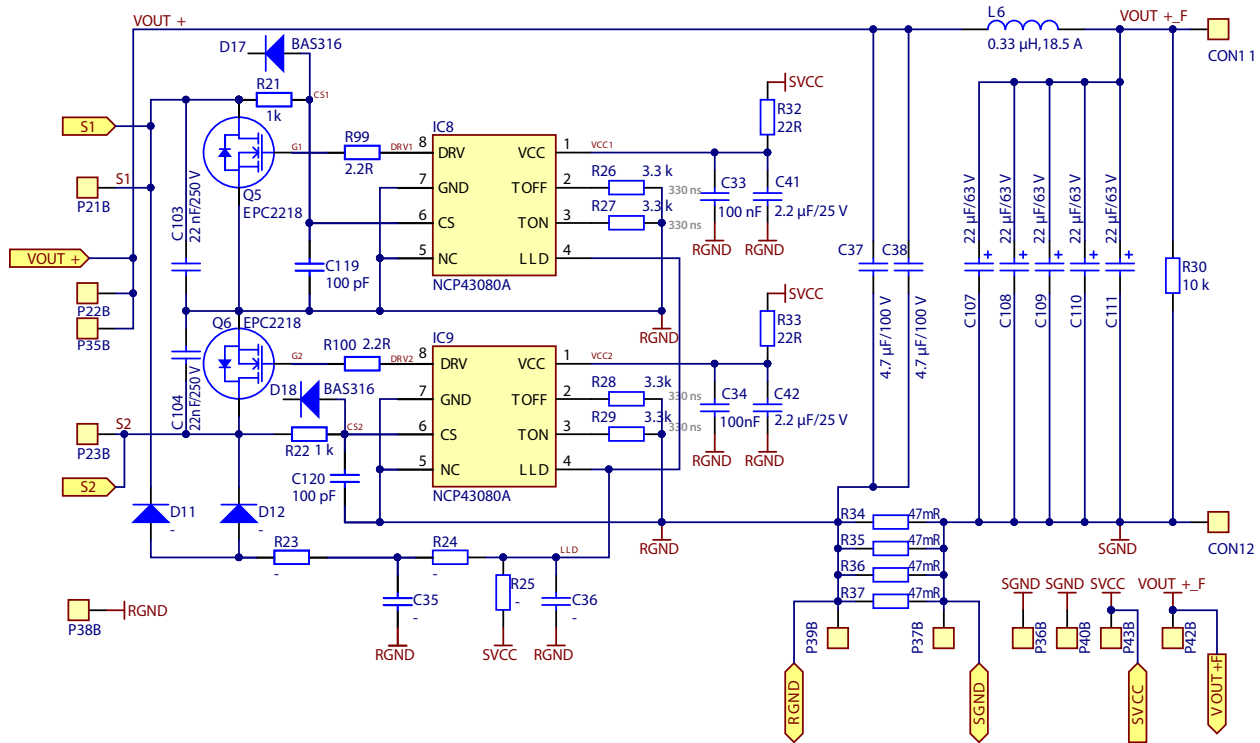 VOUT +
L6
VOUT +_F
0.33 µH,18.5 A
CON1 1
D17
BAS316
R21
1k
CS1
SVCC
R32
22R
S1
IC8
R99
DRV1
G1
2.2R
8
DRV
VCC
1
VCC1
7
GND
TOFF
2
R26
3.3 k
330 ns
6
CS
TON
3
R27
3.3 k
330 ns
5
NC
LLD
4
NCP43080A
C33
100 nF
C41
2.2 µF/25 V
RGND
RGND
S1
P21B
Q5
EPC2218
C103
22 nF/250 V
VOUT +
C119
100 pF
P22B
P35B
C37
C38
4.7 µF/100 V
4.7 µF/100 V
22 µF/63 V
22 µF/63 V
22 µF/63 V
22 µF/63 V
22 µF/63 V
+
+
+
+
+
C107
C108
C109
C110
C111
R30
10 k
Q6
EPC2218
RGND
SVCC
R33
22R
IC9
R100
2.2R
G2
DRV2
8
DRV
VCC
1
VCC2
7
GND
TOFF
2
R28
3.3k
330 ns
6
CS
TON
3
R29
3.3k
330 ns
5
NC
LLD
4
NCP43080A
C34
100nF
C42
2.2 µF/25 V
RGND
RGND
C104
22nF/250 V
D18
BAS316
S2
P23B
R22
1 k
CS2
S2
C120
100 pF
D11
-
D12
-
R23
-
R24
-
LLD
R25
-
C35
-
C36
-
RGND
SVCC
RGND
RGND
R34
47mR
R35
47mR
R36
47mR
R37
47mR
SGND
CON12
P38B
RGND
P39B
P37B
RGND
SGND
SGND
SGND
SVCC
VOUT +_F
P36B
P40B
P43B
P42B
SVCC
VOUT+F